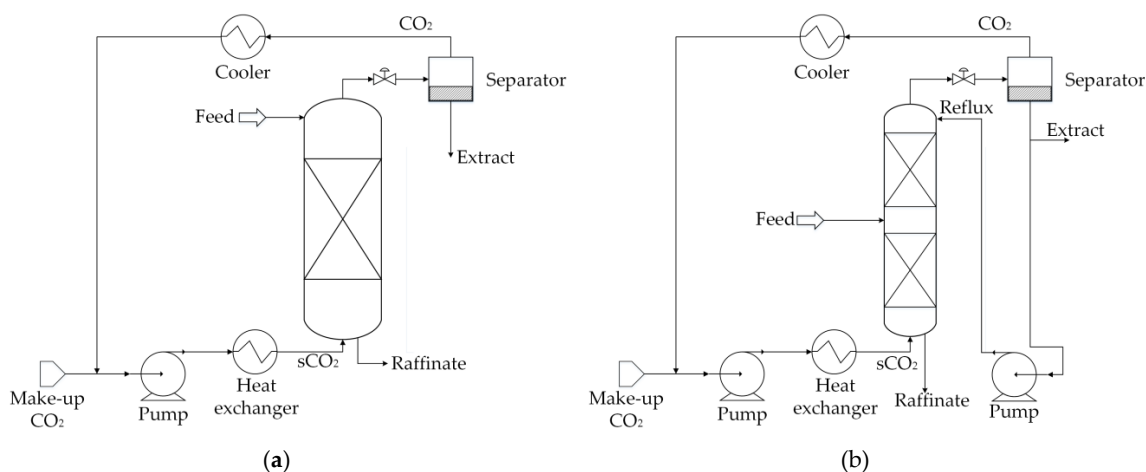 CO₂
Cooler
Separator
Feed
Extract
sCO₂
Raffinate
Heat
exchanger
Make-up
CO₂
Pump
(a)
CO₂
Cooler
Separator
Reflux
Extract
Feed
sCO₂
Raffinate
Heat
exchanger
Make-up
CO₂
Pump
Pump
(b)